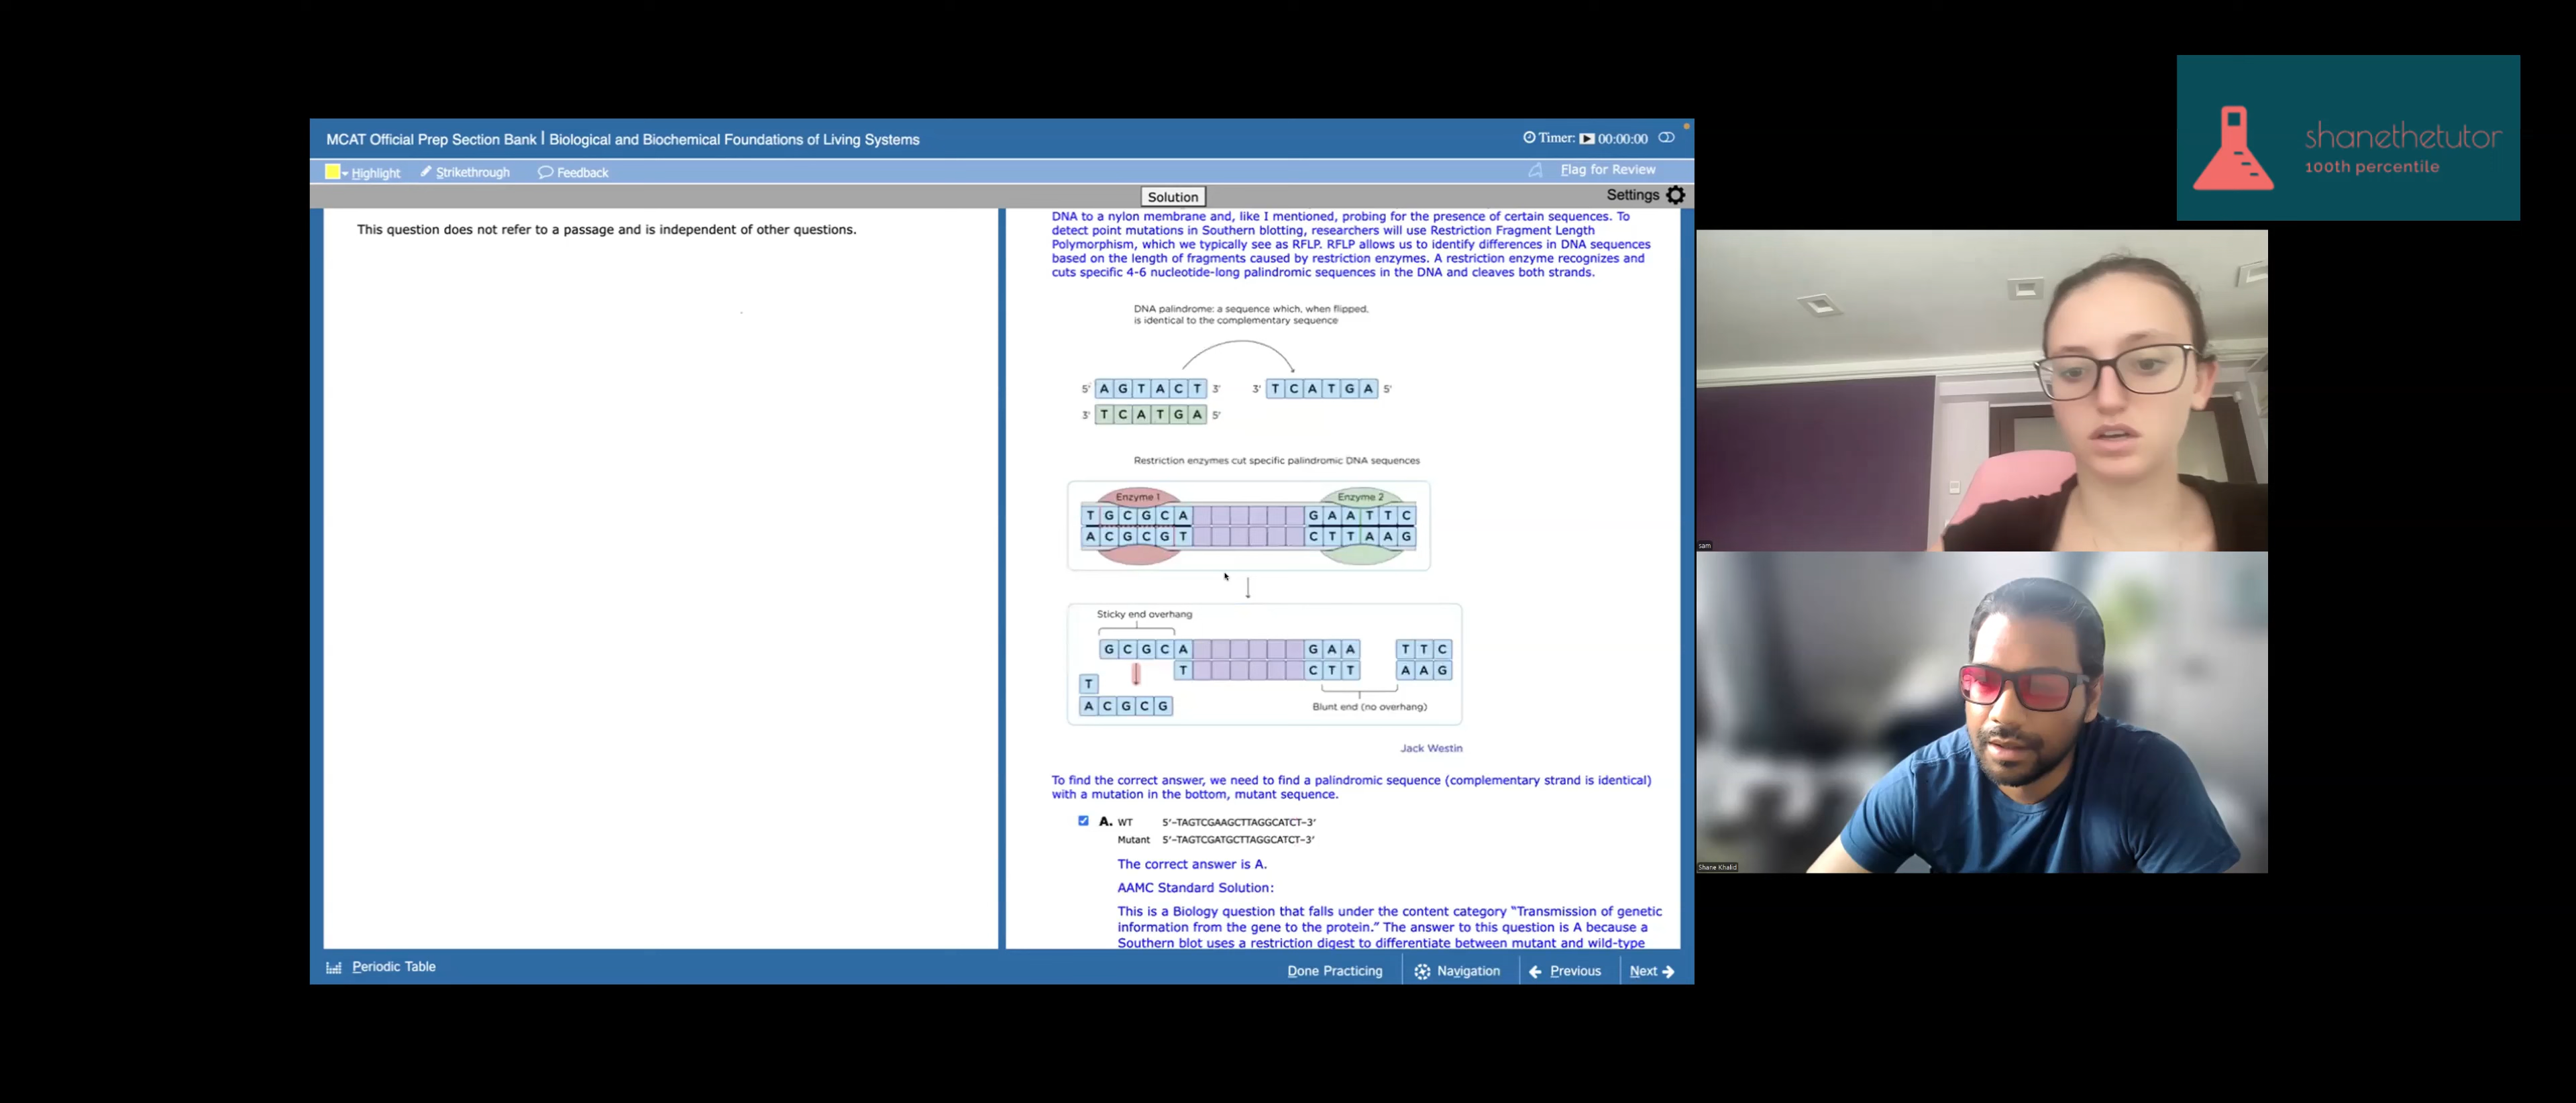 shanethetutor
100th percentile
MCAT Official Prep Section Bank | Biological and Biochemical Foundations of Living Systems
Timer: 00:00:00
Highlight Strikethrough Feedback
Flag for Review
Solution
Settings
This question does not refer to a passage and is independent of other questions.
DNA to a nylon membrane and, like I mentioned, probing for the presence of certain sequences. To
detect point mutations in Southern blotting, researchers will use Restriction Fragment Length
Polymorphism, which we typically see as RFLP. RFLP allows us to identify differences in DNA sequences
based on the length of fragments caused by restriction enzymes. A restriction enzyme recognizes and
cuts specific 4-6 nucleotide-long palindromic sequences in the DNA and cleaves both strands.
DNA palindrome: a sequence which, when flipped,
is identical to the complementary sequence
5' A G T A C T 3' 3' T C A T G A 5'
3' T C A T G A 5'
Restriction enzymes cut specific palindromic DNA sequences
Enzyme 1 Enzyme 2
T G C G C A G A A T T C
A C G C G T C T T A A G
Sticky end overhang
G C G C A G A A T T C
T C T T A A G
T
A C G C G
Blunt end (no overhang)
Jack Westin
To find the correct answer, we need to find a palindromic sequence (complementary strand is identical)
with a mutation in the bottom, mutant sequence.
A. WT 5'–TAGTCGAAGCTTAGGCATCT–3'
Mutant 5'–TAGTCGATGCTTAGGCATCT–3'
The correct answer is A.
AAMC Standard Solution:
This is a Biology question that falls under the content category "Transmission of genetic
information from the gene to the protein." The answer to this question is A because a
Southern blot uses a restriction digest to differentiate between mutant and wild-type
Periodic Table
Done Practicing Navigation Previous Next
sam
Shane Khalid